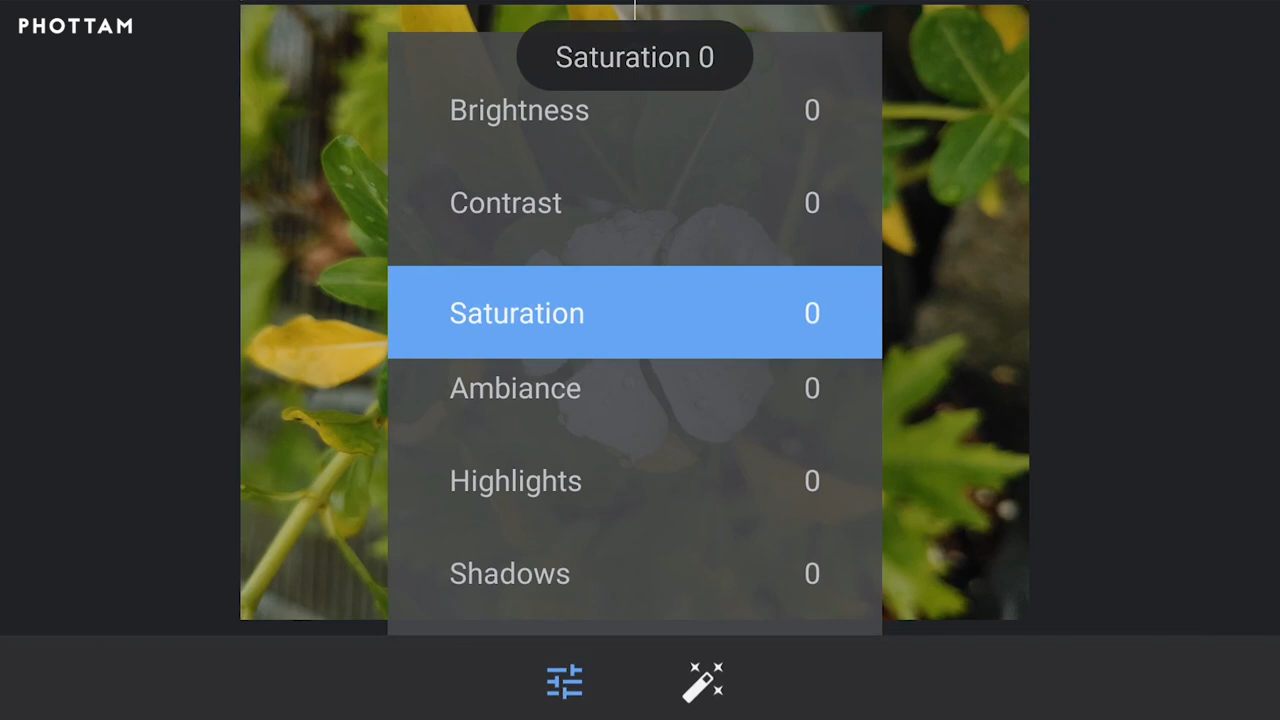 PHOTTAM
Saturation 0
Brightness 0
Contrast 0
Saturation 0
Ambiance 0
Highlights 0
Shadows 0